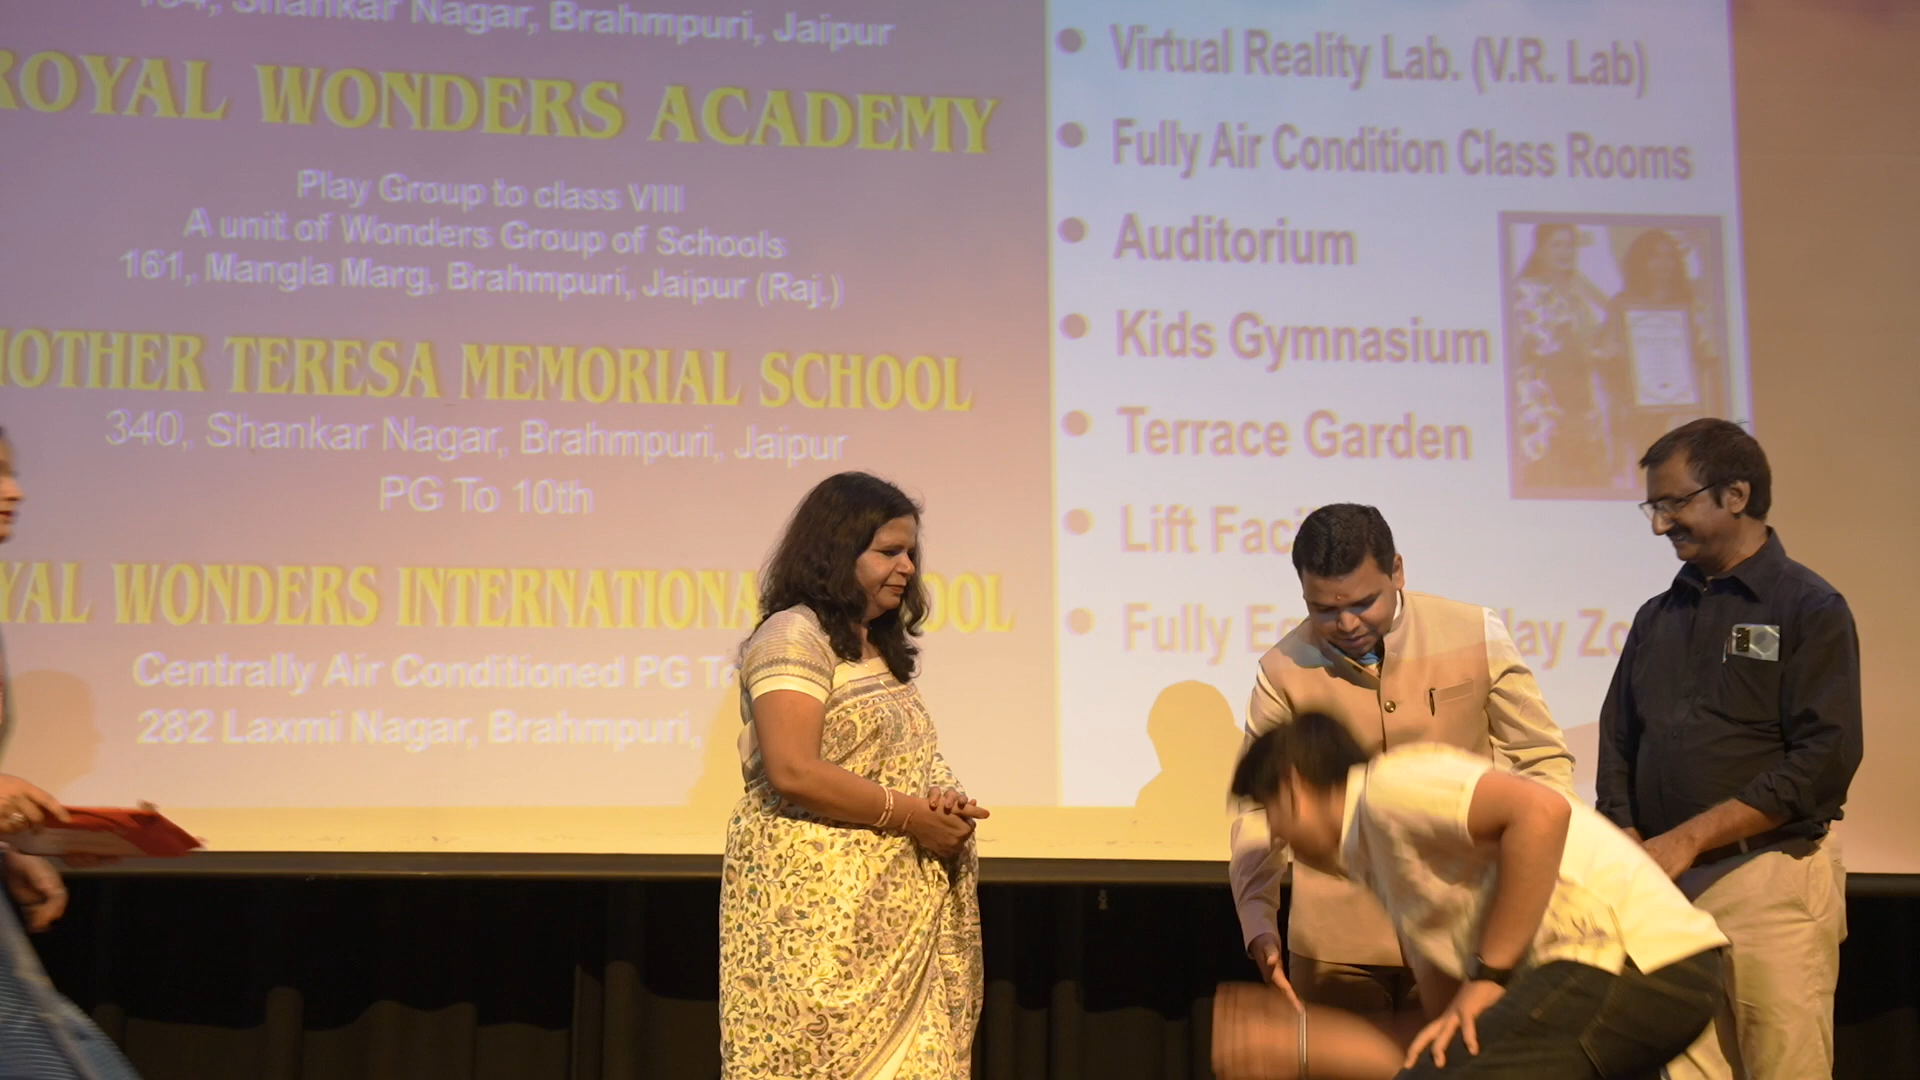 Shankar Nagar, Brahmpuri, Jaipur
ROYAL WONDERS ACADEMY
Play Group to class VIII
A unit of Wonders Group of Schools
161, Mangla Marg, Brahmpuri, Jaipur (Raj.)
OTHER TERESA MEMORIAL SCHOOL
340, Shankar Nagar, Brahmpuri, Jaipur
PG To 10th
YAL WONDERS INTERNATIONA OOL
Centrally Air Conditioned PG To
282 Laxmi Nagar, Brahmpuri,
• Virtual Reality Lab. (V.R. Lab)
• Fully Air Condition Class Rooms
• Auditorium
• Kids Gymnasium
• Terrace Garden
• Lift Faci
• Fully E lay Zo